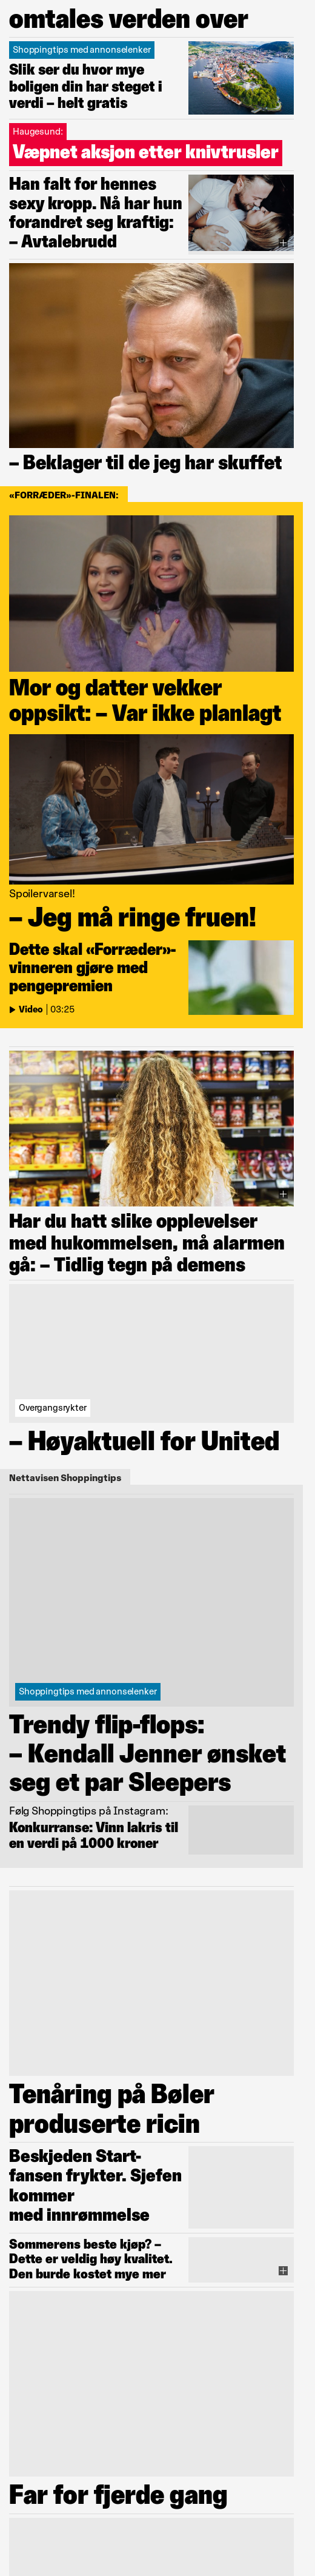 omtales verden over
Shoppingtips med annonselenker
Slik ser du hvor mye
boligen din har steget i
verdi – helt gratis
Haugesund:
Væpnet aksjon etter knivtrusler
Han falt for hennes
sexy kropp. Nå har hun
forandret seg kraftig:
– Avtalebrudd
– Beklager til de jeg har skuffet
«FORRÆDER»-FINALEN:
Mor og datter vekker
oppsikt: – Var ikke planlagt
Spoilervarsel!
– Jeg må ringe fruen!
Dette skal «Forræder»-
vinneren gjøre med
pengepremien
Video | 03:25
Har du hatt slike opplevelser
med hukommelsen, må alarmen
gå: – Tidlig tegn på demens
Overgangsrykter
– Høyaktuell for United
Nettavisen Shoppingtips
Shoppingtips med annonselenker
Trendy flip-flops:
– Kendall Jenner ønsket
seg et par Sleepers
Følg Shoppingtips på Instagram:
Konkurranse: Vinn lakris til
en verdi på 1000 kroner
Tenåring på Bøler
produserte ricin
Beskjeden Start-
fansen frykter. Sjefen
kommer
med innrømmelse
Sommerens beste kjøp? –
Dette er veldig høy kvalitet.
Den burde kostet mye mer
Far for fjerde gang